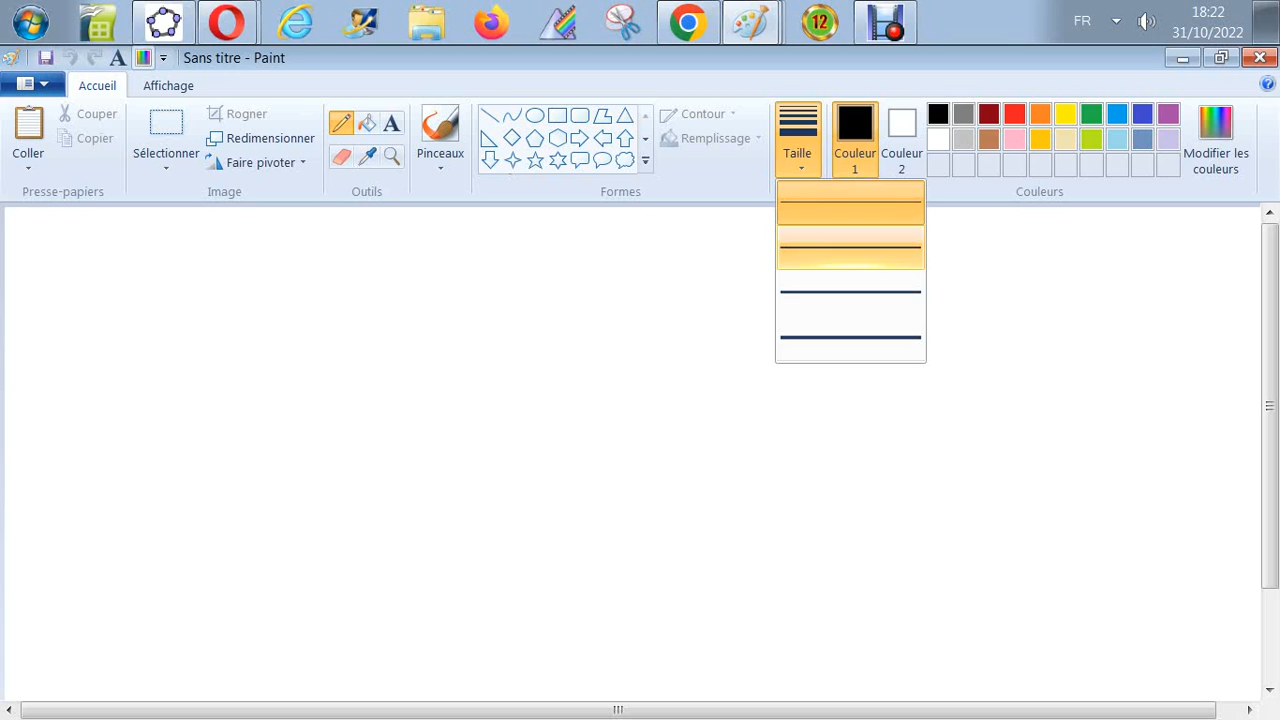 12
FR
18:22
31/10/2022
A
Sans titre - Paint
Accueil
Affichage
?
Coller
Couper
Copier
Presse-papiers
Sélectionner
Rogner
Redimensionner
Faire pivoter
Image
A
Outils
Pinceaux
Formes
Contour
Remplissage
Taille
Couleur
1
Couleur
2
Couleurs
Modifier les
couleurs